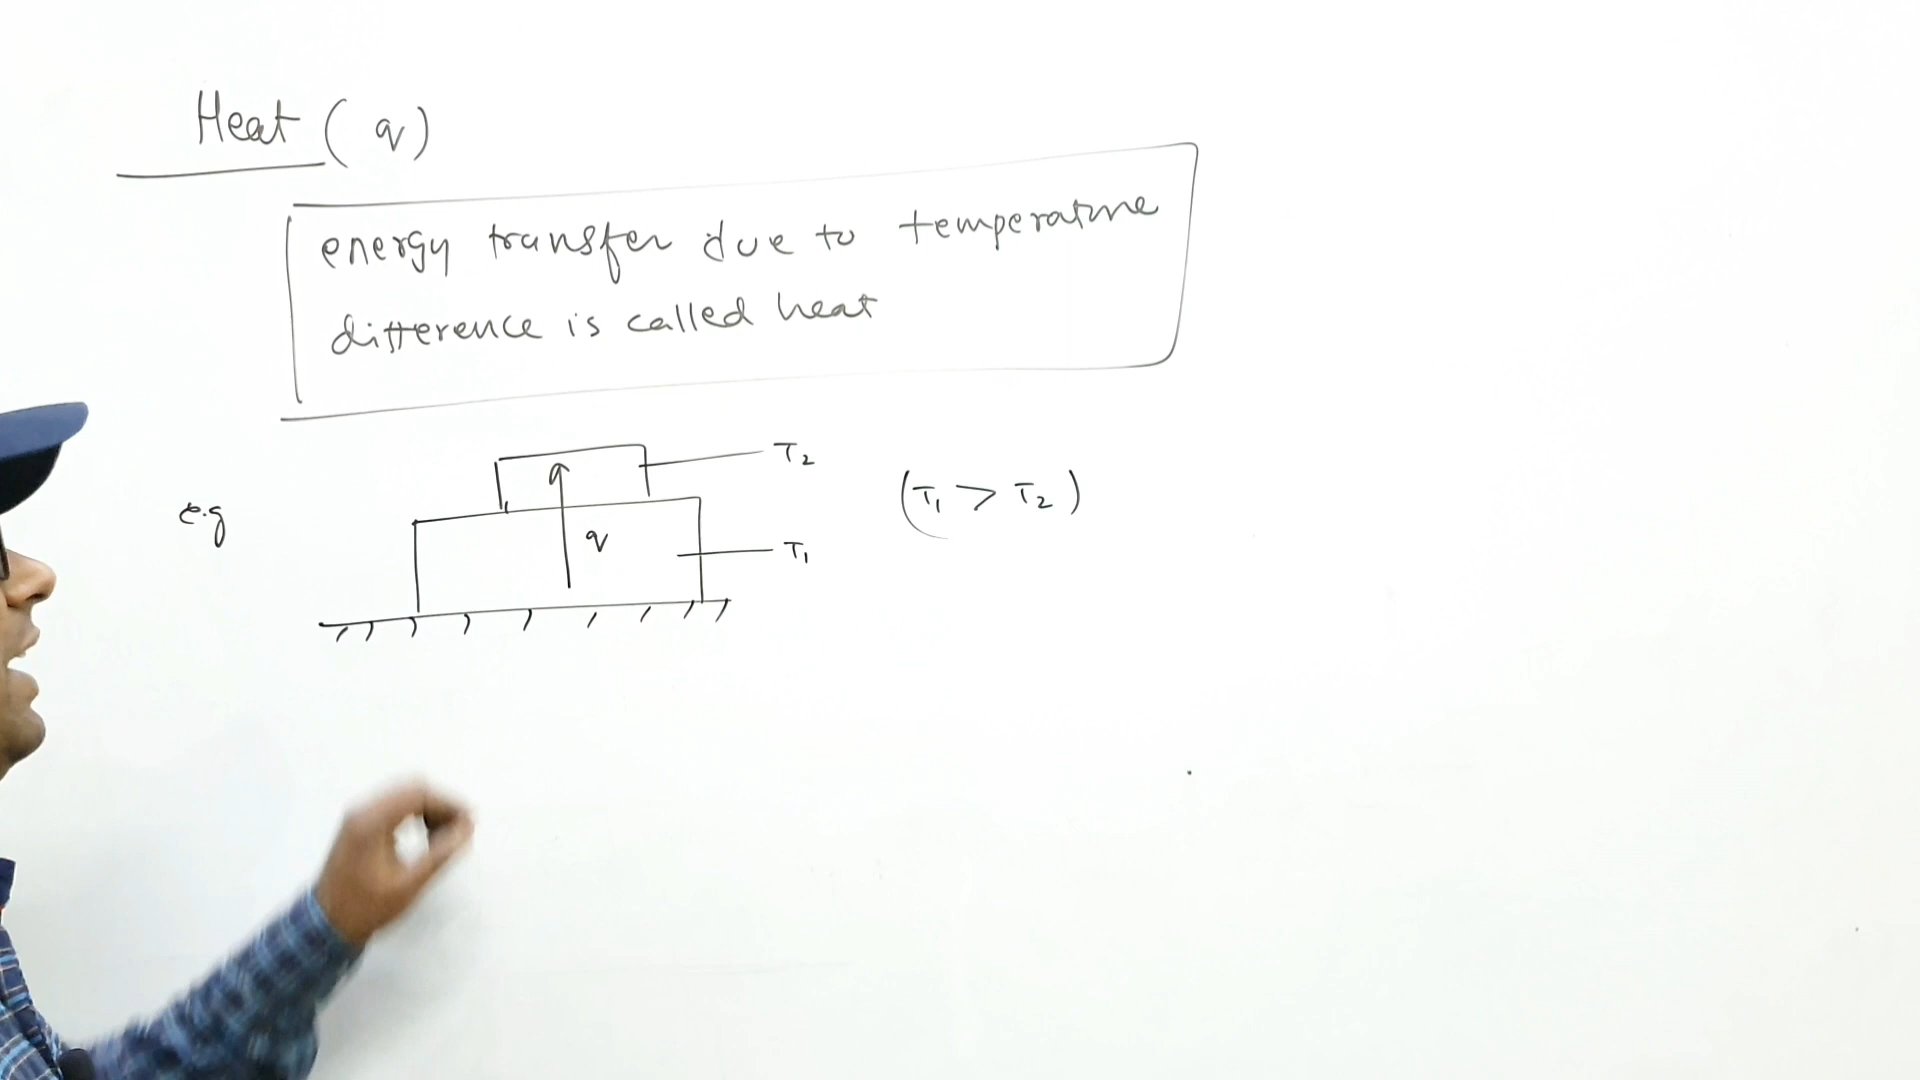 Heat (q)
energy transfer due to temperature
difference is called heat
e.g
T₂
(T₁ > T₂)
q
T₁